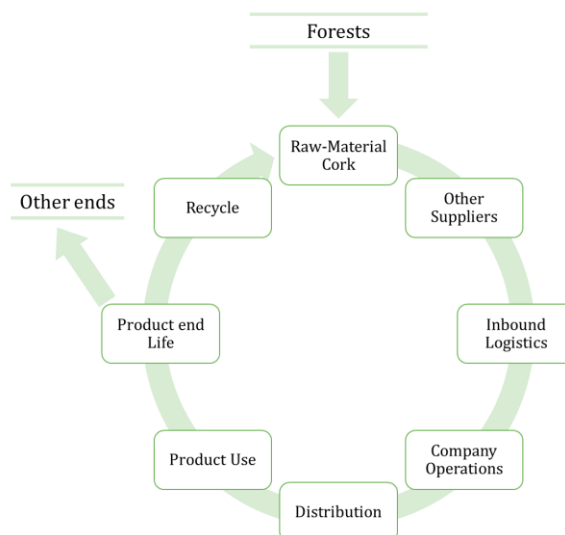 Forests
Raw-Material
Cork
Other
Suppliers
Inbound
Logistics
Company
Operations
Distribution
Product Use
Product end
Life
Other ends
Recycle